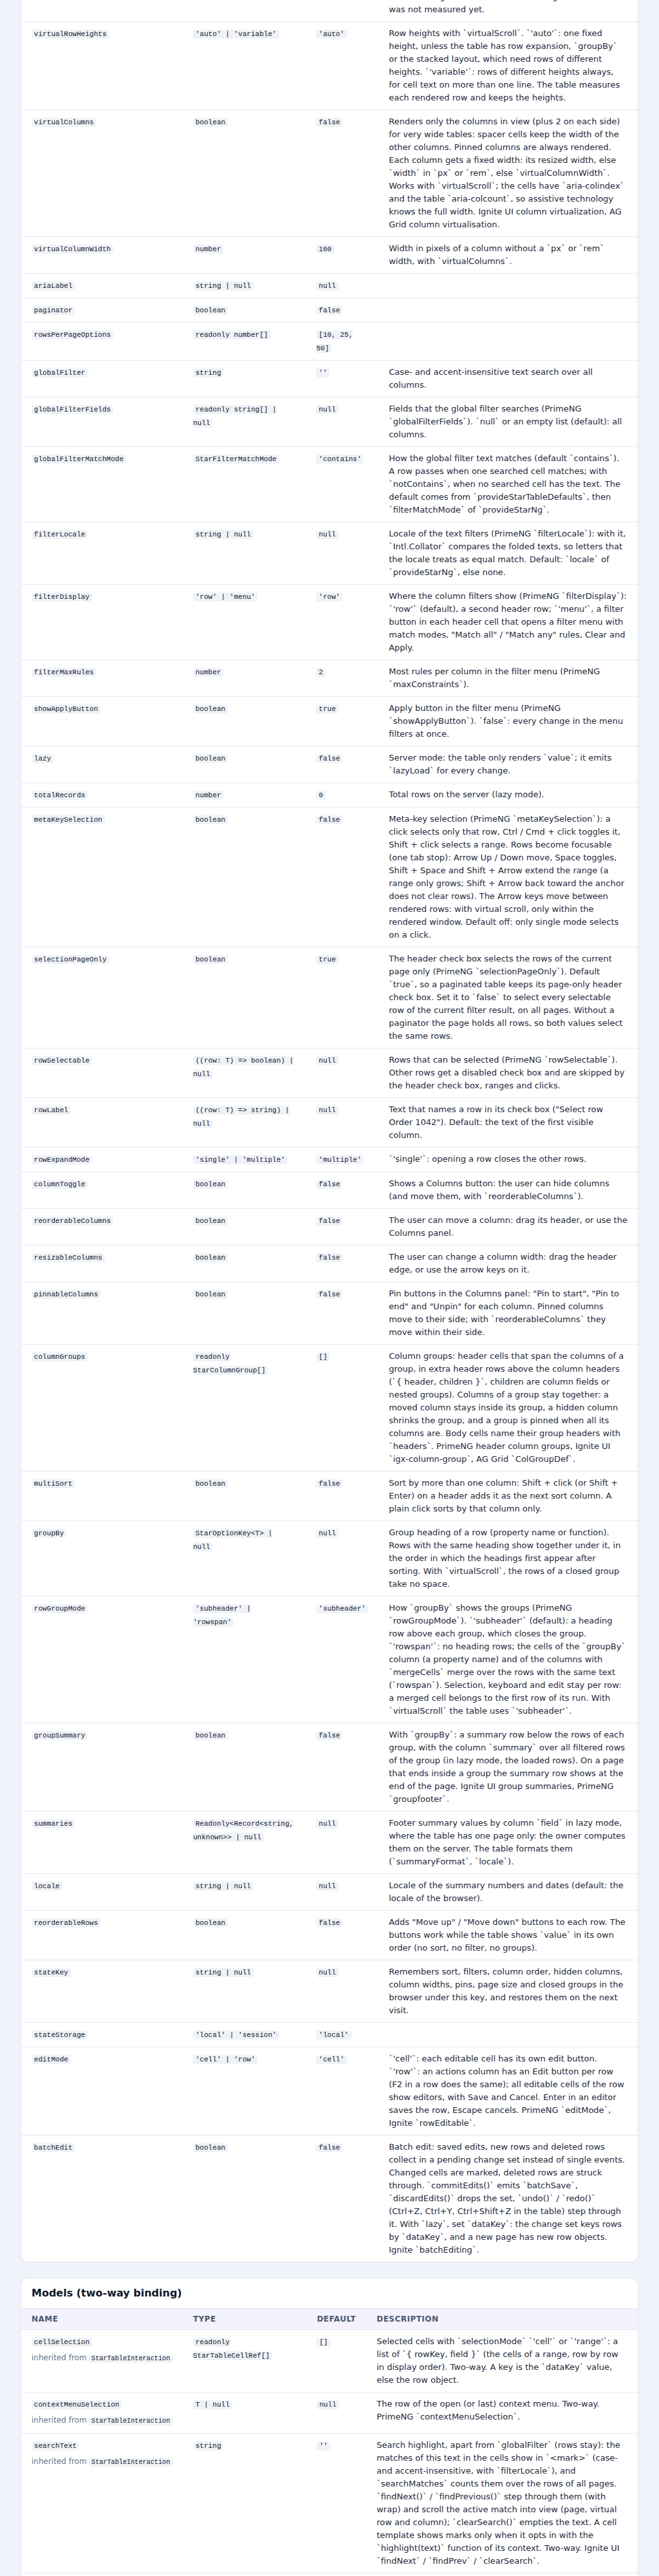 was not measured yet.
virtualRowHeights 'auto' | 'variable' 'auto' Row heights with `virtualScroll`. `'auto'`: one fixed
height, unless the table has row expansion, `groupBy`
or the stacked layout, which need rows of different
heights. `'variable'`: rows of different heights always,
for cell text on more than one line. The table measures
each rendered row and keeps the heights.
virtualColumns boolean false Renders only the columns in view (plus 2 on each side)
for very wide tables: spacer cells keep the width of the
other columns. Pinned columns are always rendered.
Each column gets a fixed width: its resized width, else
`width` in `px` or `rem`, else `virtualColumnWidth`.
Works with `virtualScroll`; the cells have `aria-colindex`
and the table `aria-colcount`, so assistive technology
knows the full width. Ignite UI column virtualization, AG
Grid column virtualisation.
virtualColumnWidth number 160 Width in pixels of a column without a `px` or `rem`
width, with `virtualColumns`.
ariaLabel string | null null
paginator boolean false
rowsPerPageOptions readonly number[] [10, 25,
50]
globalFilter string '' Case- and accent-insensitive text search over all
columns.
globalFilterFields readonly string[] | null null Fields that the global filter searches (PrimeNG
`globalFilterFields`). `null` or an empty list (default): all
columns.
globalFilterMatchMode StarFilterMatchMode 'contains' How the global filter text matches (default `contains`).
A row passes when one searched cell matches; with
`notContains`, when no searched cell has the text. The
default comes from `provideStarTableDefaults`, then
`filterMatchMode` of `provideStarNg`.
filterLocale string | null null Locale of the text filters (PrimeNG `filterLocale`): with it,
`Intl.Collator` compares the folded texts, so letters that
the locale treats as equal match. Default: `locale` of
`provideStarNg`, else none.
filterDisplay 'row' | 'menu' 'row' Where the column filters show (PrimeNG `filterDisplay`):
`'row'` (default), a second header row; `'menu'`, a filter
button in each header cell that opens a filter menu with
match modes, "Match all" / "Match any" rules, Clear and
Apply.
filterMaxRules number 2 Most rules per column in the filter menu (PrimeNG
`maxConstraints`).
showApplyButton boolean true Apply button in the filter menu (PrimeNG
`showApplyButton`). `false`: every change in the menu
filters at once.
lazy boolean false Server mode: the table only renders `value`; it emits
`lazyLoad` for every change.
totalRecords number 0 Total rows on the server (lazy mode).
metaKeySelection boolean false Meta-key selection (PrimeNG `metaKeySelection`): a
click selects only that row, Ctrl / Cmd + click toggles it,
Shift + click selects a range. Rows become focusable
(one tab stop): Arrow Up / Down move, Space toggles,
Shift + Space and Shift + Arrow extend the range (a
range only grows; Shift + Arrow back toward the anchor
does not clear rows). The Arrow keys move between
rendered rows: with virtual scroll, only within the
rendered window. Default off: only single mode selects
on a click.
selectionPageOnly boolean true The header check box selects the rows of the current
page only (PrimeNG `selectionPageOnly`). Default
`true`, so a paginated table keeps its page-only header
check box. Set it to `false` to select every selectable
row of the current filter result, on all pages. Without a
paginator the page holds all rows, so both values select
the same rows.
rowSelectable ((row: T) => boolean) |
null null Rows that can be selected (PrimeNG `rowSelectable`).
Other rows get a disabled check box and are skipped by
the header check box, ranges and clicks.
rowLabel ((row: T) => string) |
null null Text that names a row in its check box ("Select row
Order 1042"). Default: the text of the first visible
column.
rowExpandMode 'single' | 'multiple' 'multiple' `'single'`: opening a row closes the other rows.
columnToggle boolean false Shows a Columns button: the user can hide columns
(and move them, with `reorderableColumns`).
reorderableColumns boolean false The user can move a column: drag its header, or use the
Columns panel.
resizableColumns boolean false The user can change a column width: drag the header
edge, or use the arrow keys on it.
pinnableColumns boolean false Pin buttons in the Columns panel: "Pin to start", "Pin to
end" and "Unpin" for each column. Pinned columns
move to their side; with `reorderableColumns` they
move within their side.
columnGroups readonly
StarColumnGroup[] [] Column groups: header cells that span the columns of a
group, in extra header rows above the column headers
(`{ header, children }`, children are column fields or
nested groups). Columns of a group stay together: a
moved column stays inside its group, a hidden column
shrinks the group, and a group is pinned when all its
columns are. Body cells name their group headers with
`headers`. PrimeNG header column groups, Ignite UI
`igx-column-group`, AG Grid `ColGroupDef`.
multiSort boolean false Sort by more than one column: Shift + click (or Shift +
Enter) on a header adds it as the next sort column. A
plain click sorts by that column only.
groupBy StarOptionKey<T> |
null null Group heading of a row (property name or function).
Rows with the same heading show together under it, in
the order in which the headings first appear after
sorting. With `virtualScroll`, the rows of a closed group
take no space.
rowGroupMode 'subheader' |
'rowspan' 'subheader' How `groupBy` shows the groups (PrimeNG
`rowGroupMode`). `'subheader'` (default): a heading
row above each group, which closes the group.
`'rowspan'`: no heading rows; the cells of the `groupBy`
column (a property name) and of the columns with
`mergeCells` merge over the rows with the same text
(`rowspan`). Selection, keyboard and edit stay per row:
a merged cell belongs to the first row of its run. With
`virtualScroll` the table uses `'subheader'`.
groupSummary boolean false With `groupBy`: a summary row below the rows of each
group, with the column `summary` over all filtered rows
of the group (in lazy mode, the loaded rows). On a page
that ends inside a group the summary row shows at the
end of the page. Ignite UI group summaries, PrimeNG
`groupfooter`.
summaries Readonly<Record<string,
unknown>> | null null Footer summary values by column `field` in lazy mode,
where the table has one page only: the owner computes
them on the server. The table formats them
(`summaryFormat`, `locale`).
locale string | null null Locale of the summary numbers and dates (default: the
locale of the browser).
reorderableRows boolean false Adds "Move up" / "Move down" buttons to each row. The
buttons work while the table shows `value` in its own
order (no sort, no filter, no groups).
stateKey string | null null Remembers sort, filters, column order, hidden columns,
column widths, pins, page size and closed groups in the
browser under this key, and restores them on the next
visit.
stateStorage 'local' | 'session' 'local'
editMode 'cell' | 'row' 'cell' `'cell'`: each editable cell has its own edit button.
`'row'`: an actions column has an Edit button per row
(F2 in a row does the same); all editable cells of the row
show editors, with Save and Cancel. Enter in an editor
saves the row, Escape cancels. PrimeNG `editMode`,
Ignite `rowEditable`.
batchEdit boolean false Batch edit: saved edits, new rows and deleted rows
collect in a pending change set instead of single events.
Changed cells are marked, deleted rows are struck
through. `commitEdits()` emits `batchSave`,
`discardEdits()` drops the set, `undo()` / `redo()`
(Ctrl+Z, Ctrl+Y, Ctrl+Shift+Z in the table) step through
it. With `lazy`, set `dataKey`: the change set keys rows
by `dataKey`, and a new page has new row objects.
Ignite `batchEditing`.
Models (two-way binding)
NAME TYPE DEFAULT DESCRIPTION
cellSelection
inherited from StarTableInteraction readonly
StarTableCellRef[] [] Selected cells with `selectionMode` `'cell'` or `'range'`: a
list of `{ rowKey, field }` (the cells of a range, row by row
in display order). Two-way. A key is the `dataKey` value,
else the row object.
contextMenuSelection
inherited from StarTableInteraction T | null null The row of the open (or last) context menu. Two-way.
PrimeNG `contextMenuSelection`.
searchText
inherited from StarTableInteraction string '' Search highlight, apart from `globalFilter` (rows stay): the
matches of this text in the cells show in `<mark>` (case-
and accent-insensitive, with `filterLocale`), and
`searchMatches` counts them over the rows of all pages.
`findNext()` / `findPrevious()` step through them (with
wrap) and scroll the active match into view (page, virtual
row and column); `clearSearch()` empties the text. A cell
template shows marks only when it opts in with the
`highlight(text)` function of its context. Two-way. Ignite UI
`findNext` / `findPrev` / `clearSearch`.